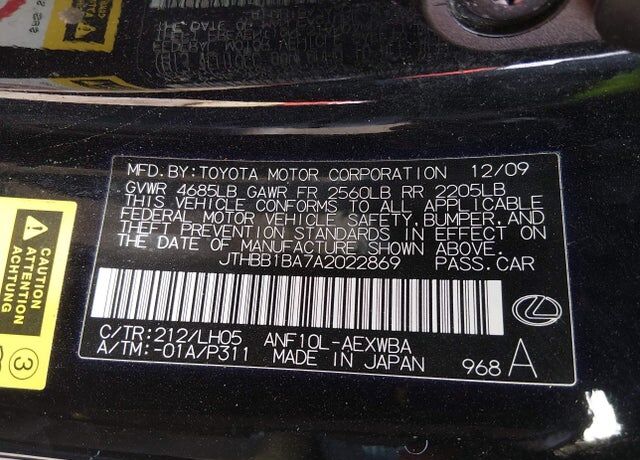 MFD.BY:TOYOTA MOTOR CORPORATION 12/09
GVWR 4685LB GAWR FR 2560LB RR 2205LB
THIS VEHICLE CONFORMS TO ALL APPLICABLE
FEDERAL MOTOR VEHICLE SAFETY, BUMPER, AND
THEFT PREVENTION STANDARDS IN EFFECT ON
THE DATE OF MANUFACTURE SHOWN ABOVE.
JTHBB1BA7A2022869 PASS.CAR
C/TR:212/LH05 ANF10L-AEXWBA
A/TM:-01A/P311 MADE IN JAPAN 968 A
CAUTION
ATTENTION
ACHTUNG
3